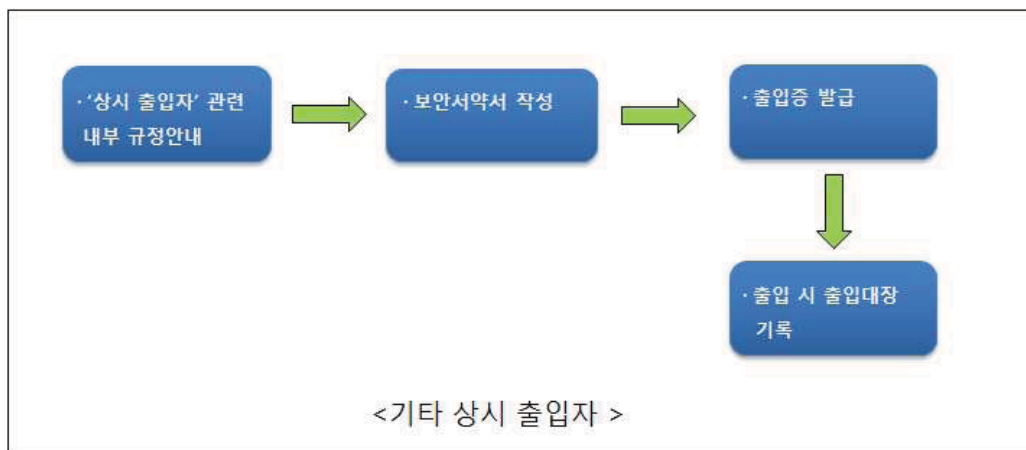 · ‘상시 출입자’ 관련
내부 규정안내
· 보안서약서 작성
· 출입증 발급
· 출입 시 출입대장
기록
<기타 상시 출입자 >